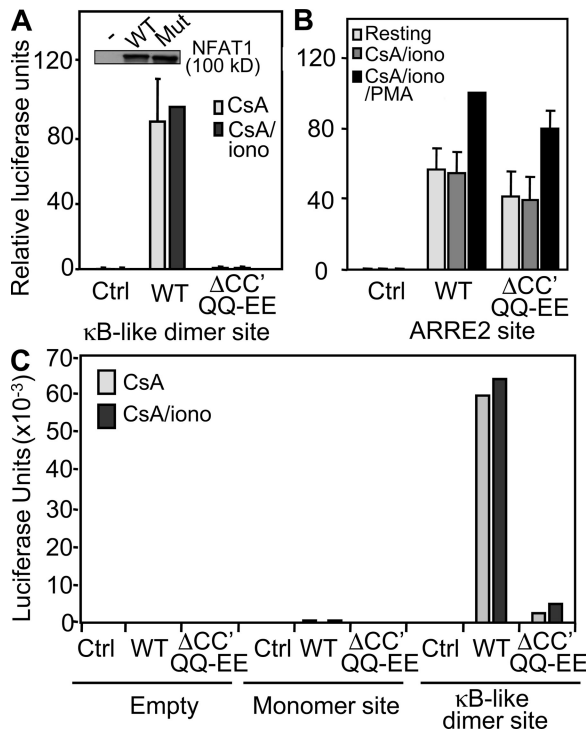 A
- WT Mut
NFAT1
(100 kD)
CsA
CsA/
iono
Relative luciferase units
120
80
40
0
Ctrl WT ΔCC'
QQ-EE
κB-like dimer site
B
Resting
CsA/iono
CsA/iono
/PMA
120
80
40
0
Ctrl WT ΔCC'
QQ-EE
ARRE2 site
C
CsA
CsA/iono
Luciferase Units (x10-3)
70
60
50
40
30
20
10
0
Ctrl WT ΔCC' Ctrl WT ΔCC' Ctrl WT ΔCC'
QQ-EE QQ-EE QQ-EE
Empty Monomer site κB-like
dimer site